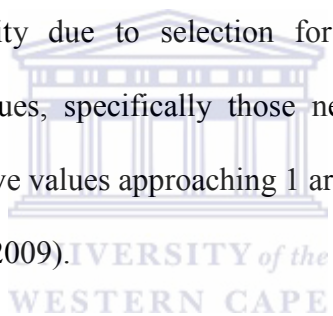 ity due to selection for
ues, specifically those ne
ve values approaching 1 ar
2009).
UNIVERSITY of the
WESTERN CAPE